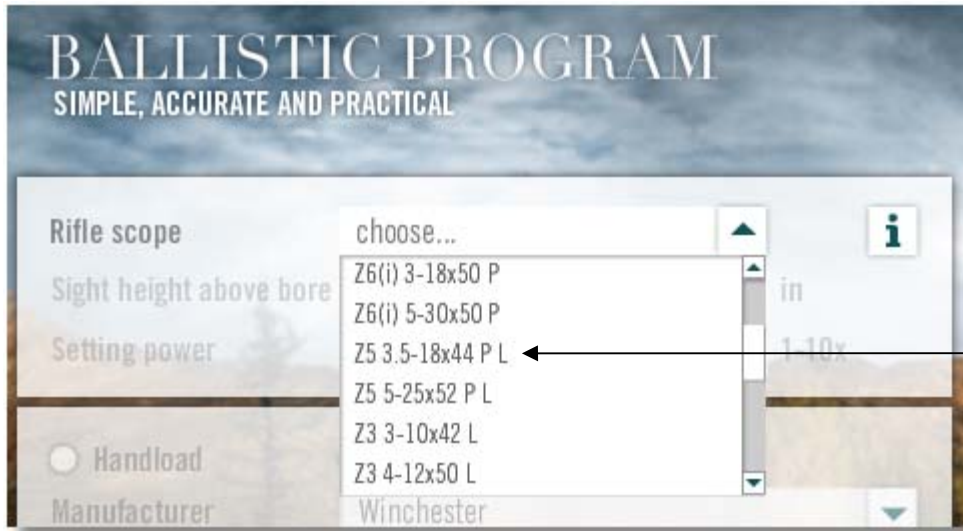 BALLISTIC PROGRAM
SIMPLE, ACCURATE AND PRACTICAL
Rifle scope choose... i
Z6(i) 3-18x50 P
Sight height above bore in
Z6(i) 5-30x50 P
Setting power Z5 3.5-18x44 P L 1-10x
Z5 5-25x52 P L
Z3 3-10x42 L
Handload Z3 4-12x50 L
Manufacturer Winchester